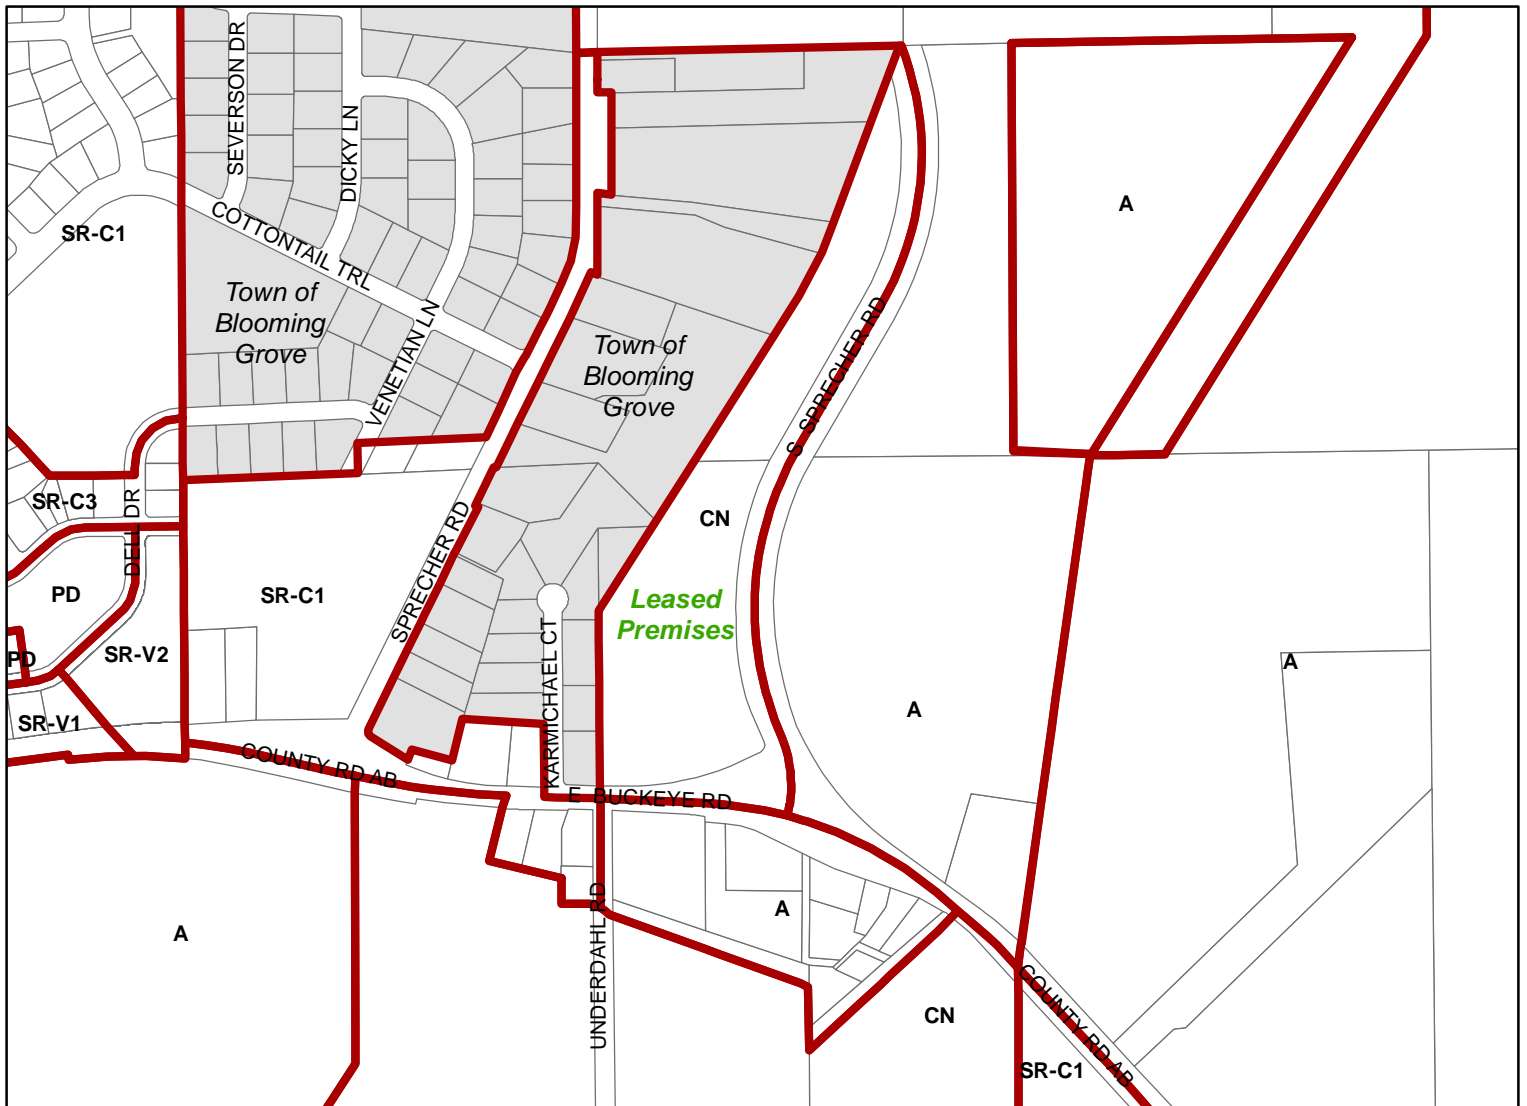 SEVERSON DR
DICKY LN
A
SR-C1
COTTONTAIL TRL
Town of
Blooming
Grove
VENETIAN LN
S SPRECHER RD
Town of
Blooming
Grove
SR-C3
DELL DR
SPRECHER RD
CN
PD
SR-C1
Leased
Premises
PD
SR-V2
KARMICHAEL CT
A
A
SR-V1
COUNTY RD AB
E BUCKEYE RD
A
A
UNDERDAHL RD
CN
COUNTY RD AB
SR-C1